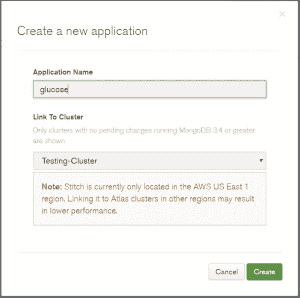 Create a new application
Application Name
glucose
Link To Cluster
Only clusters with no pending changes running MongoDB 3.4 or greater
are shown
Testing-Cluster
Note: Stitch is currently only located in the AWS US East 1
region. Linking it to Atlas clusters in other regions may result
in lower performance.
Cancel
Create